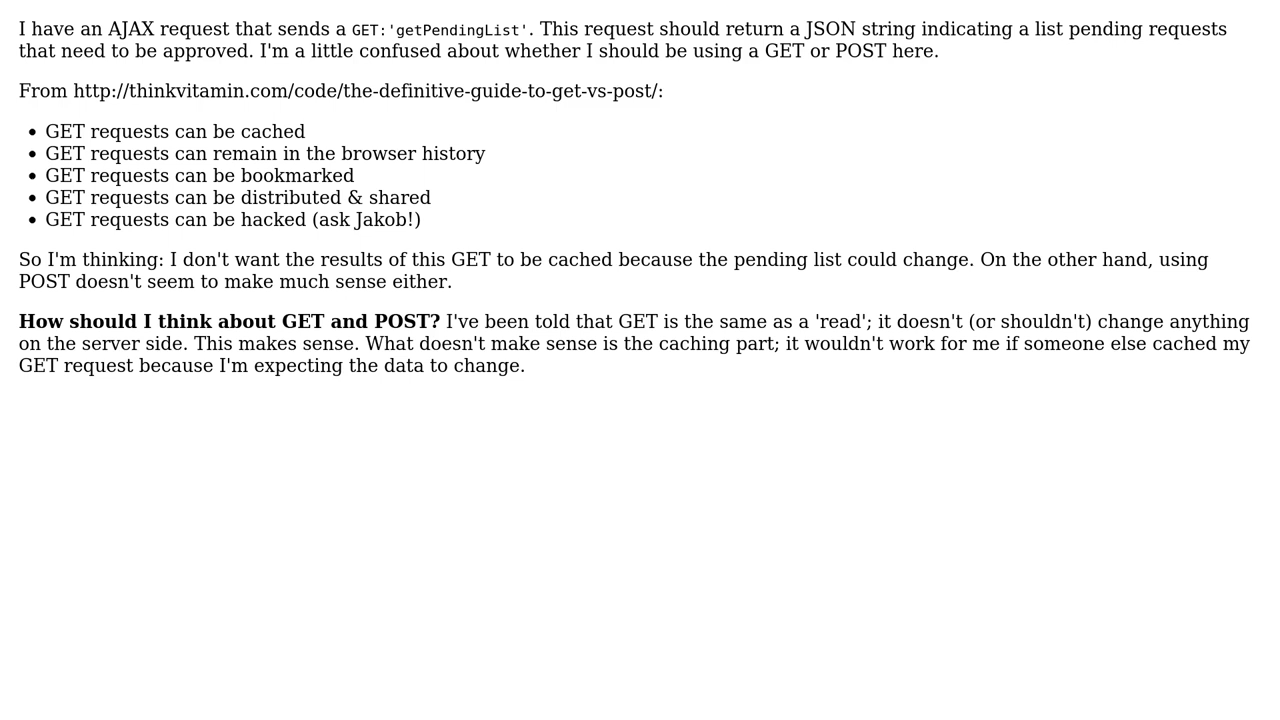 I have an AJAX request that sends a GET:'getPendingList'. This request should return a JSON string indicating a list pending requests
that need to be approved. I'm a little confused about whether I should be using a GET or POST here.
From http://thinkvitamin.com/code/the-definitive-guide-to-get-vs-post/:
• GET requests can be cached
• GET requests can remain in the browser history
• GET requests can be bookmarked
• GET requests can be distributed & shared
• GET requests can be hacked (ask Jakob!)
So I'm thinking: I don't want the results of this GET to be cached because the pending list could change. On the other hand, using
POST doesn't seem to make much sense either.
How should I think about GET and POST? I've been told that GET is the same as a 'read'; it doesn't (or shouldn't) change anything
on the server side. This makes sense. What doesn't make sense is the caching part; it wouldn't work for me if someone else cached my
GET request because I'm expecting the data to change.